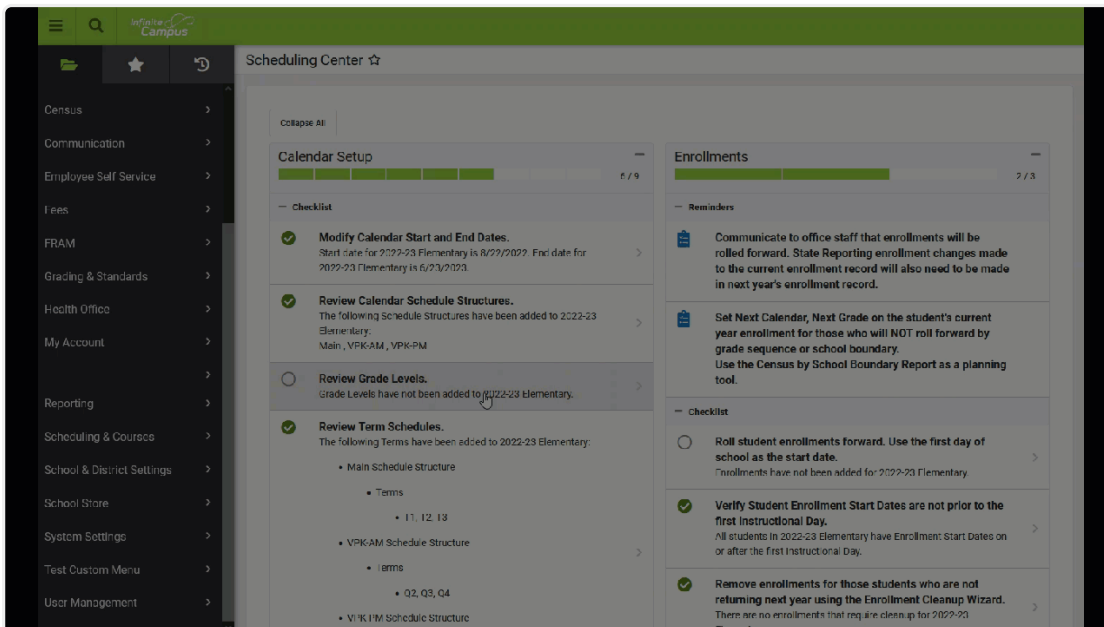 Infinite Campus
Scheduling Center
Census
Communication
Employee Self Service
Fees
FRAM
Grading & Standards
Health Office
My Account
Reporting
Scheduling & Courses
School & District Settings
School Store
System Settings
Test Custom Menu
User Management
Collapse All
Calendar Setup
6 / 9
Checklist
Modify Calendar Start and End Dates.
Start date for 2022-23 Elementary is 8/22/2022. End date for
2022-23 Elementary is 6/23/2023.
Review Calendar Schedule Structures.
The following Schedule Structures have been added to 2022-23
Elementary:
Main , VPK-AM , VPK-PM
Review Grade Levels.
Grade Levels have not been added to 2022-23 Elementary.
Review Term Schedules.
The following Terms have been added to 2022-23 Elementary:
• Main Schedule Structure
• Terms
• T1, T2, T3
• VPK-AM Schedule Structure
• Terms
• Q2, Q3, Q4
• VPK-PM Schedule Structure
Enrollments
2 / 3
Reminders
Communicate to office staff that enrollments will be
rolled forward. State Reporting enrollment changes made
to the current enrollment record will also need to be made
in next year's enrollment record.
Set Next Calendar, Next Grade on the student's current
year enrollment for those who will NOT roll forward by
grade sequence or school boundary.
Use the Census by School Boundary Report as a planning
tool.
Checklist
Roll student enrollments forward. Use the first day of
school as the start date.
Enrollments have not been added for 2022-23 Elementary.
Verify Student Enrollment Start Dates are not prior to the
first Instructional Day.
All students in 2022-23 Elementary have Enrollment Start Dates on
or after the first Instructional Day.
Remove enrollments for those students who are not
returning next year using the Enrollment Cleanup Wizard.
There are no enrollments that require cleanup for 2022-23